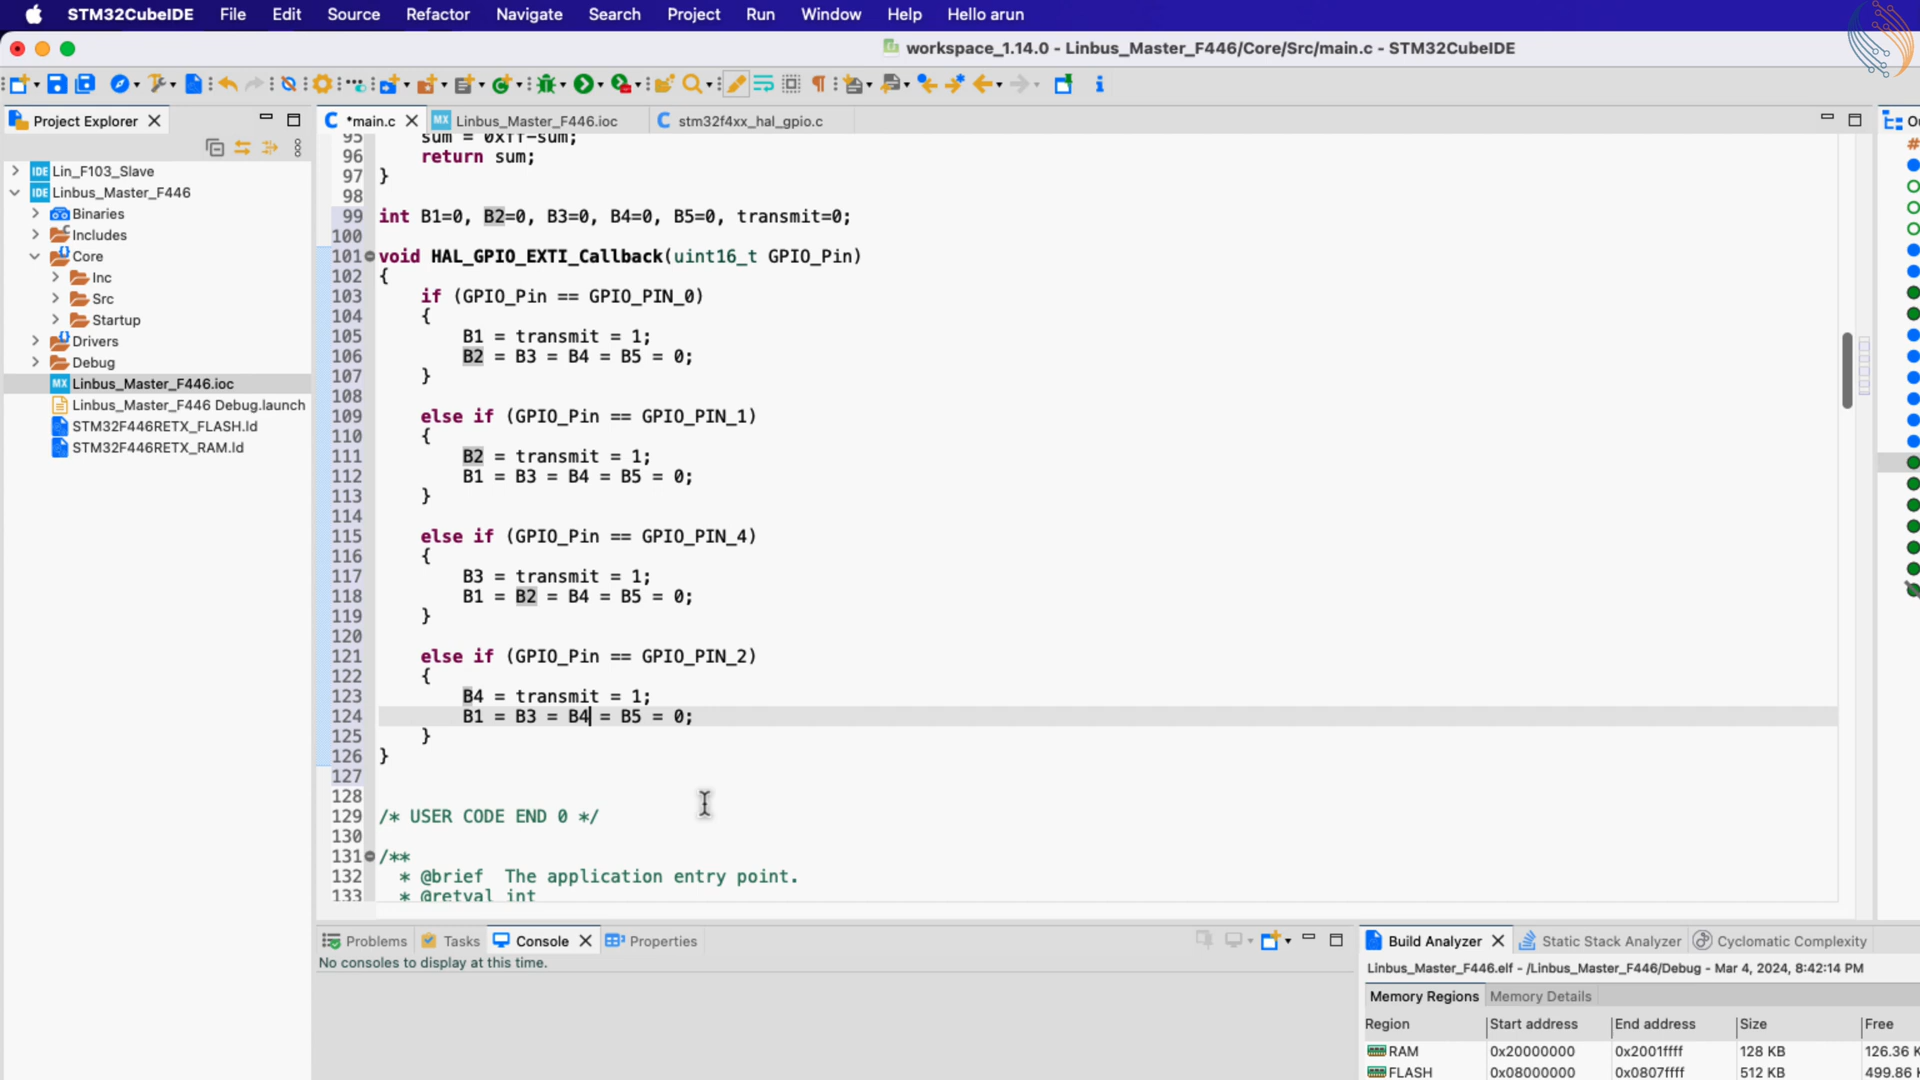 STM32CubeIDE File Edit Source Refactor Navigate Search Project Run Window Help Hello arun
workspace_1.14.0 - Linbus_Master_F446/Core/Src/main.c - STM32CubeIDE
Project Explorer
*main.c
Linbus_Master_F446.ioc
stm32f4xx_hal_gpio.c
Lin_F103_Slave
Linbus_Master_F446
Binaries
Includes
Core
Inc
Src
Startup
Drivers
Debug
Linbus_Master_F446.ioc
Linbus_Master_F446 Debug.launch
STM32F446RETX_FLASH.ld
STM32F446RETX_RAM.ld
95 sum = 0xff-sum;
96 return sum;
97 }
98
99 int B1=0, B2=0, B3=0, B4=0, B5=0, transmit=0;
100
101 void HAL_GPIO_EXTI_Callback(uint16_t GPIO_Pin)
102 {
103 if (GPIO_Pin == GPIO_PIN_0)
104 {
105 B1 = transmit = 1;
106 B2 = B3 = B4 = B5 = 0;
107 }
108
109 else if (GPIO_Pin == GPIO_PIN_1)
110 {
111 B2 = transmit = 1;
112 B1 = B3 = B4 = B5 = 0;
113 }
114
115 else if (GPIO_Pin == GPIO_PIN_4)
116 {
117 B3 = transmit = 1;
118 B1 = B2 = B4 = B5 = 0;
119 }
120
121 else if (GPIO_Pin == GPIO_PIN_2)
122 {
123 B4 = transmit = 1;
124 B1 = B3 = B4 = B5 = 0;
125 }
126 }
127
128
129 /* USER CODE END 0 */
130
131 /**
132 * @brief The application entry point.
133 * @retval int
Problems Tasks Console Properties
No consoles to display at this time.
Build Analyzer Static Stack Analyzer Cyclomatic Complexity
Linbus_Master_F446.elf - /Linbus_Master_F446/Debug - Mar 4, 2024, 8:42:14 PM
Memory Regions Memory Details
Region Start address End address Size Free
RAM 0x20000000 0x2001ffff 128 KB 126.36 K
FLASH 0x08000000 0x0807ffff 512 KB 499.86 K